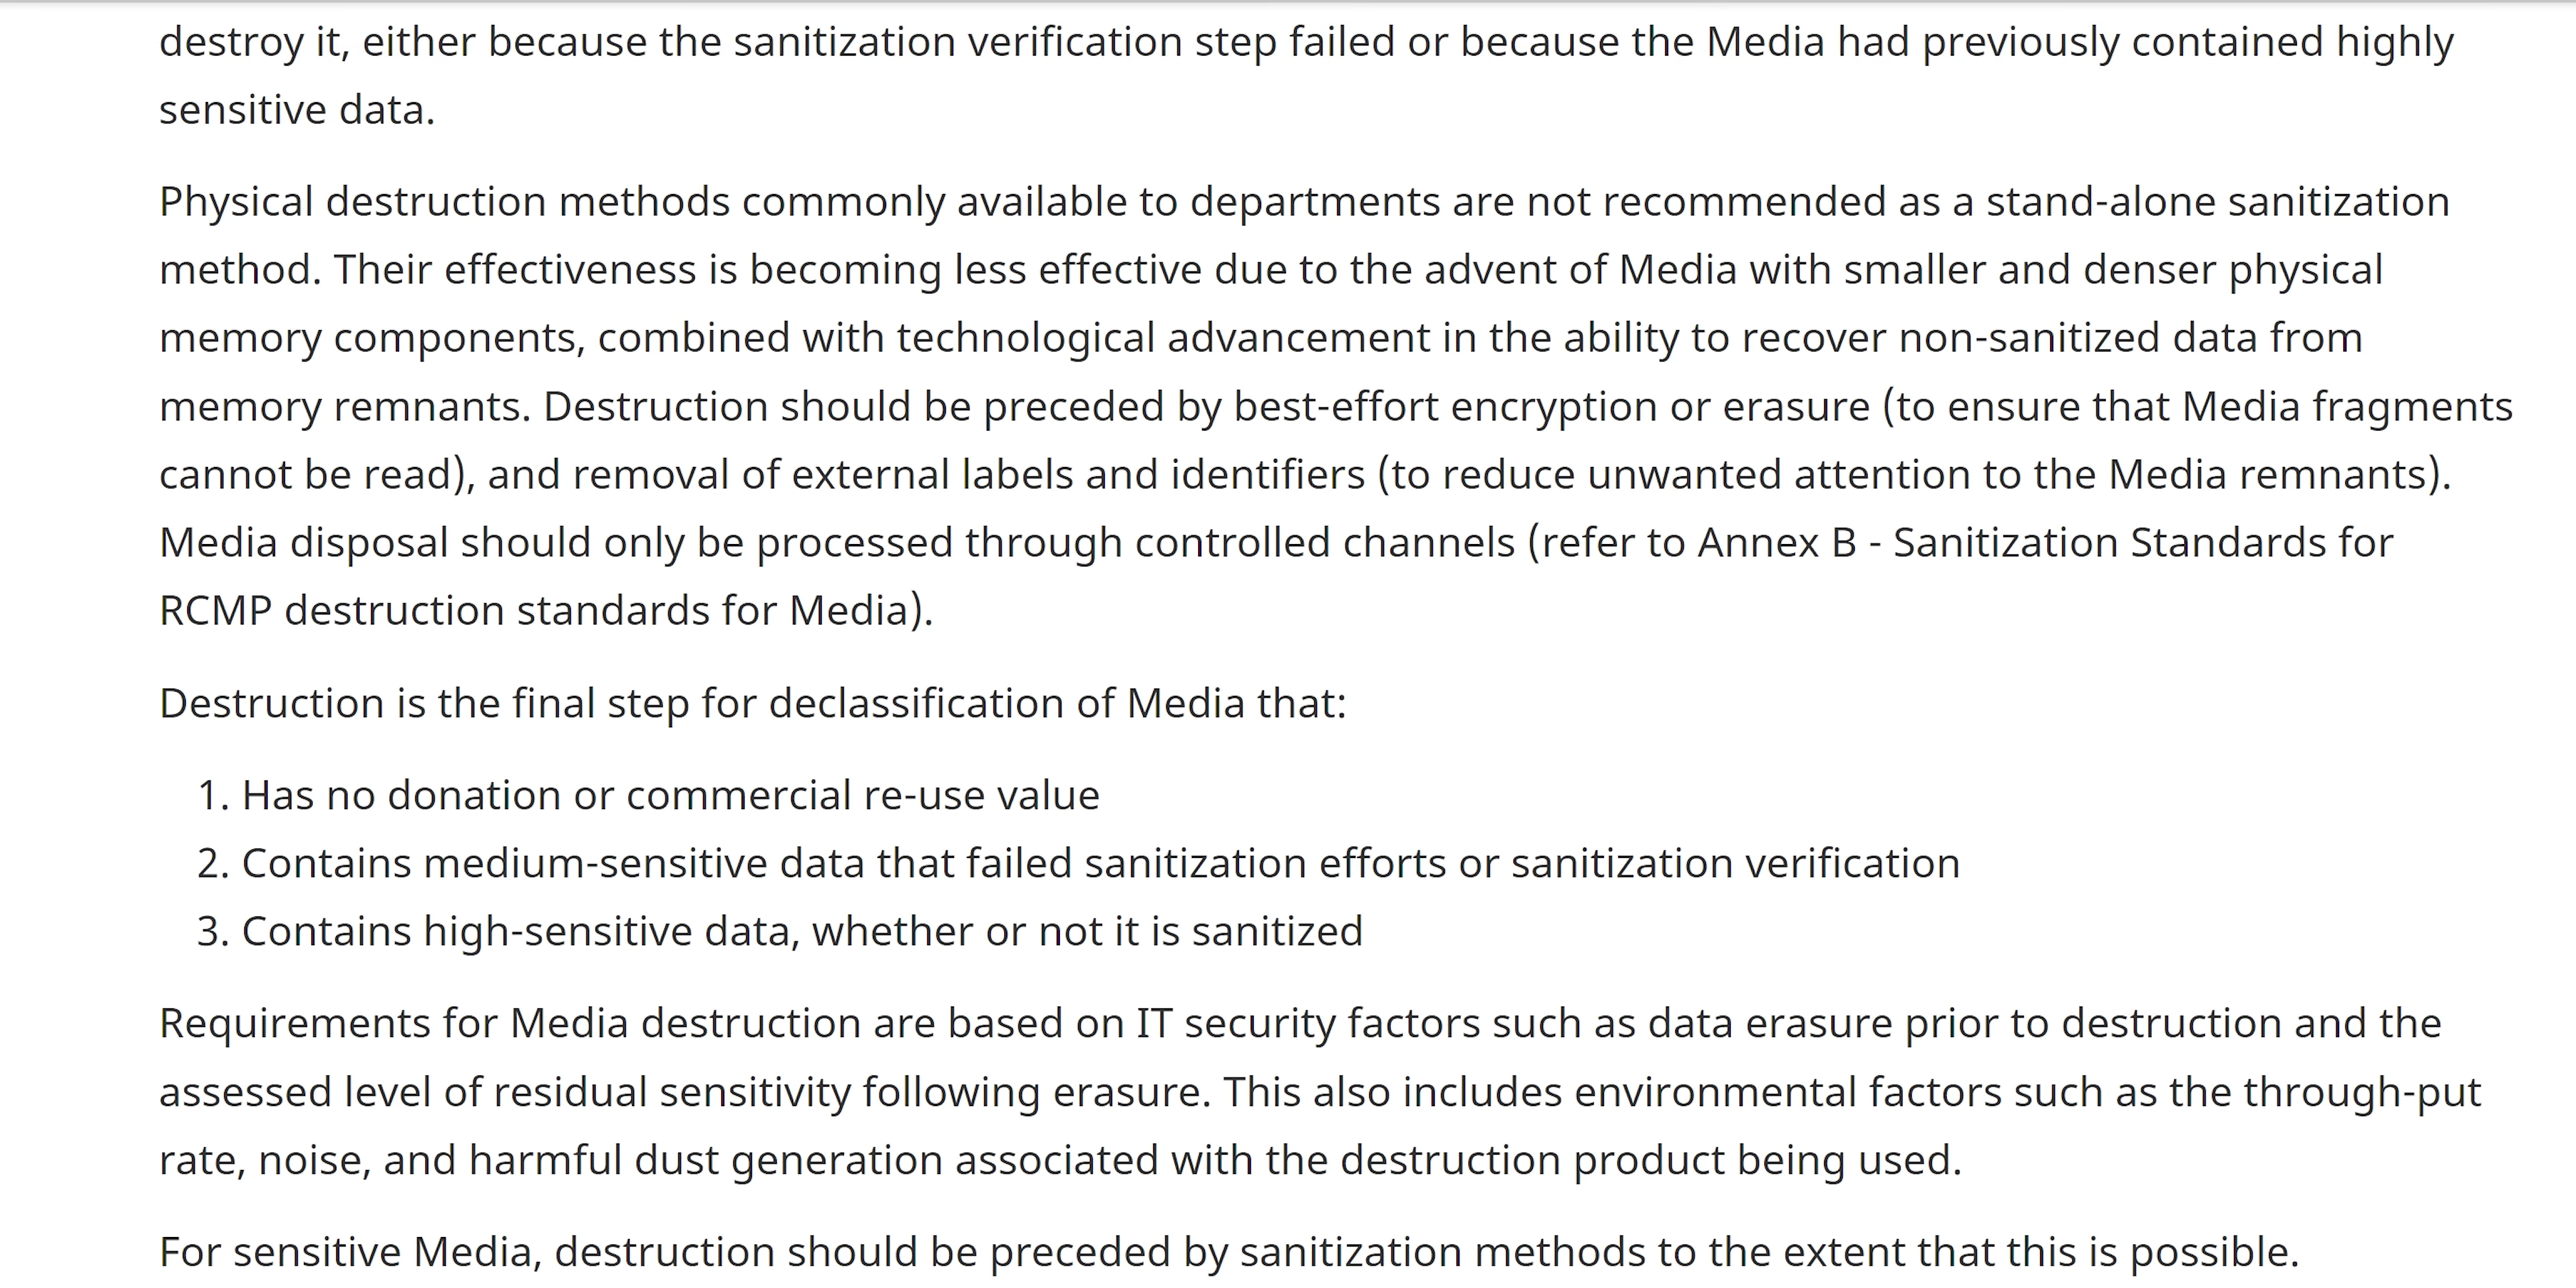 destroy it, either because the sanitization verification step failed or because the Media had previously contained highly
sensitive data.
Physical destruction methods commonly available to departments are not recommended as a stand-alone sanitization
method. Their effectiveness is becoming less effective due to the advent of Media with smaller and denser physical
memory components, combined with technological advancement in the ability to recover non-sanitized data from
memory remnants. Destruction should be preceded by best-effort encryption or erasure (to ensure that Media fragments
cannot be read), and removal of external labels and identifiers (to reduce unwanted attention to the Media remnants).
Media disposal should only be processed through controlled channels (refer to Annex B - Sanitization Standards for
RCMP destruction standards for Media).
Destruction is the final step for declassification of Media that:
1. Has no donation or commercial re-use value
2. Contains medium-sensitive data that failed sanitization efforts or sanitization verification
3. Contains high-sensitive data, whether or not it is sanitized
Requirements for Media destruction are based on IT security factors such as data erasure prior to destruction and the
assessed level of residual sensitivity following erasure. This also includes environmental factors such as the through-put
rate, noise, and harmful dust generation associated with the destruction product being used.
For sensitive Media, destruction should be preceded by sanitization methods to the extent that this is possible.